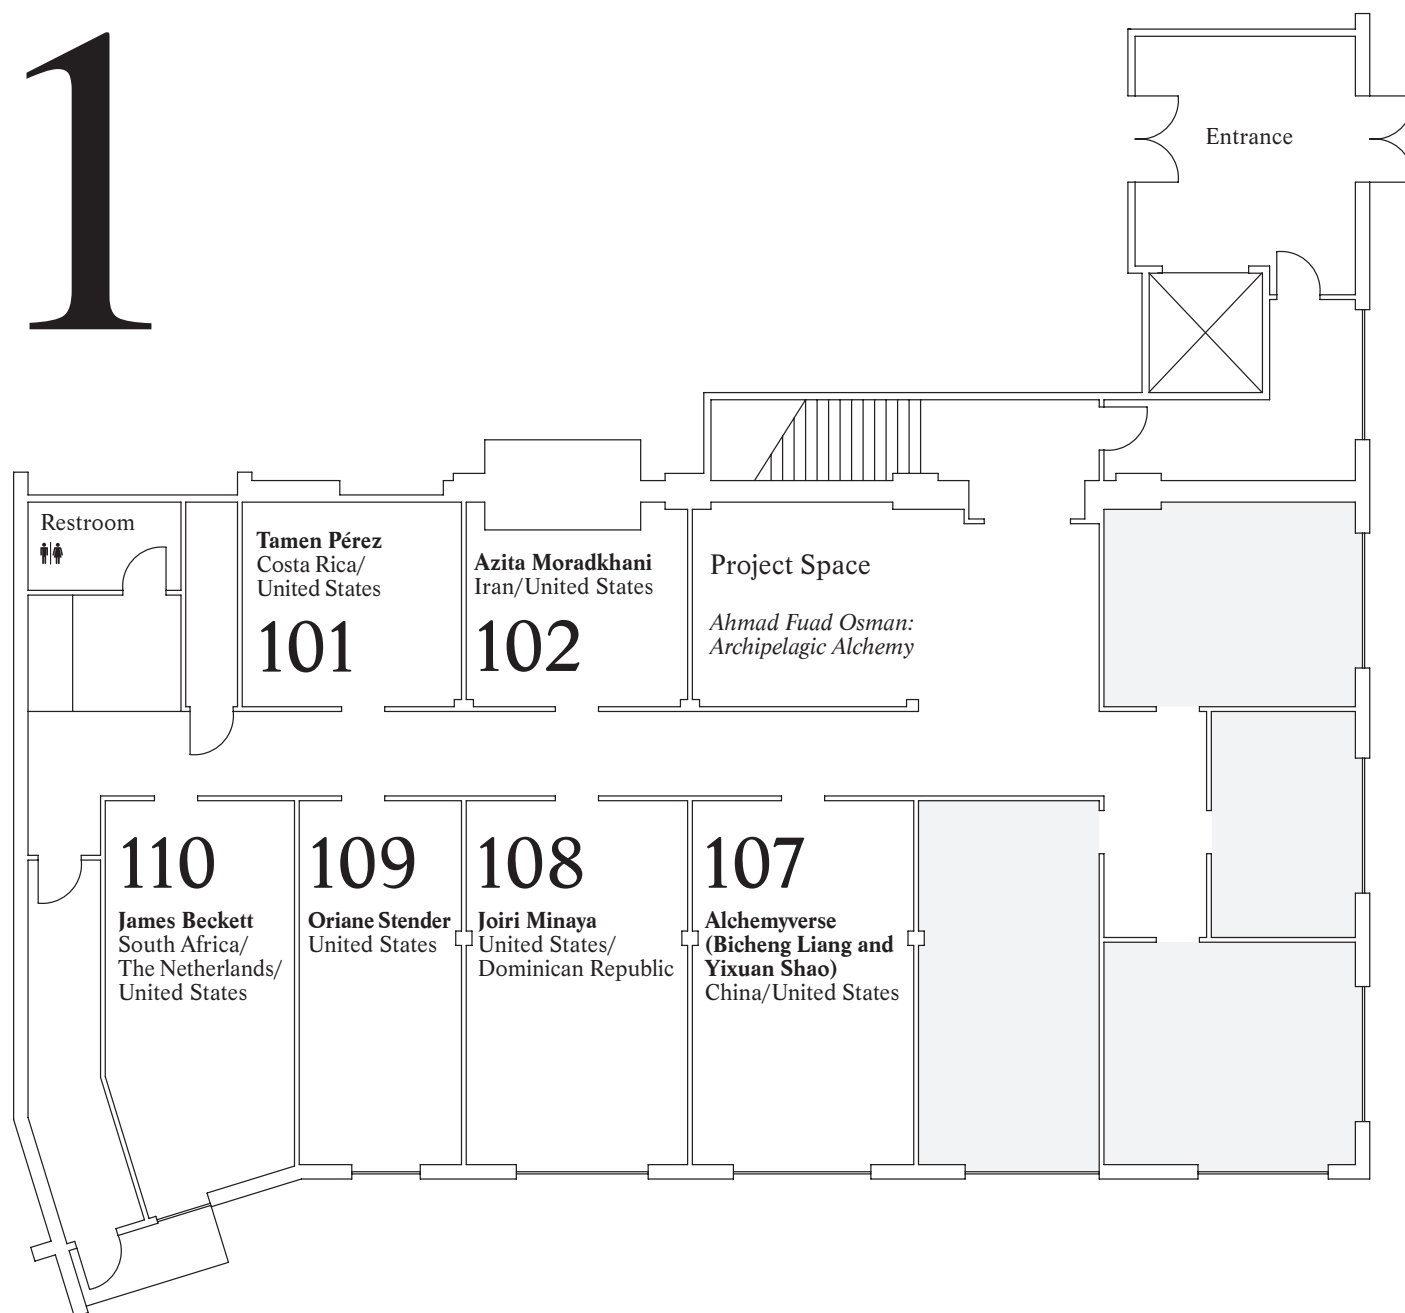 1
Entrance
Restroom
Tamen Pérez
Costa Rica/
United States
101
Azita Moradkhani
Iran/United States
102
Project Space
Ahmad Fuad Osman:
Archipelagic Alchemy
110
James Beckett
South Africa/
The Netherlands/
United States
109
Oriane Stender
United States
108
Joiri Minaya
United States/
Dominican Republic
107
Alchemyverse
(Bicheng Liang and
Yixuan Shao)
China/United States